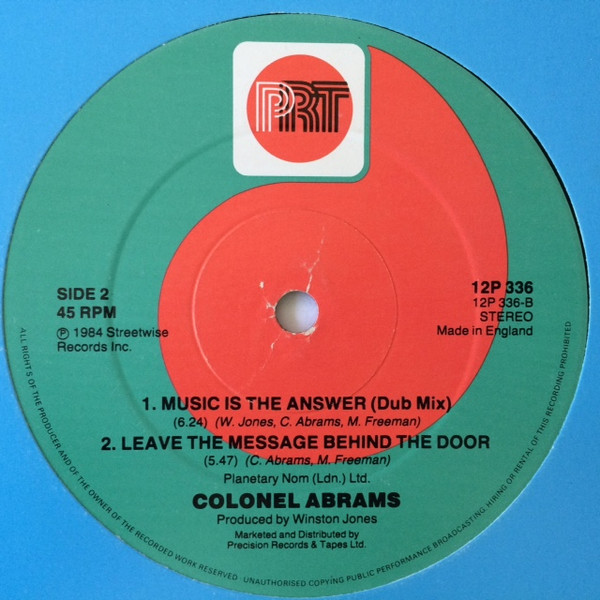 PRT
SIDE 2
45 RPM
℗ 1984 Streetwise
Records Inc.
12P 336
12P 336-B
STEREO
Made in England
1. MUSIC IS THE ANSWER (Dub Mix)
(6.24) (W. Jones, C. Abrams, M. Freeman)
2. LEAVE THE MESSAGE BEHIND THE DOOR
(5.47) (C. Abrams, M. Freeman)
Planetary Nom (Ldn.) Ltd.
COLONEL ABRAMS
Produced by Winston Jones
Marketed and Distributed by
Precision Records & Tapes Ltd.
ALL RIGHTS OF THE PRODUCER AND OF THE OWNER OF THE RECORDED WORK RESERVED · UNAUTHORISED COPYING PUBLIC PERFORMANCE BROADCASTING HIRING OR RENTAL OF THIS RECORDING PROHIBITED